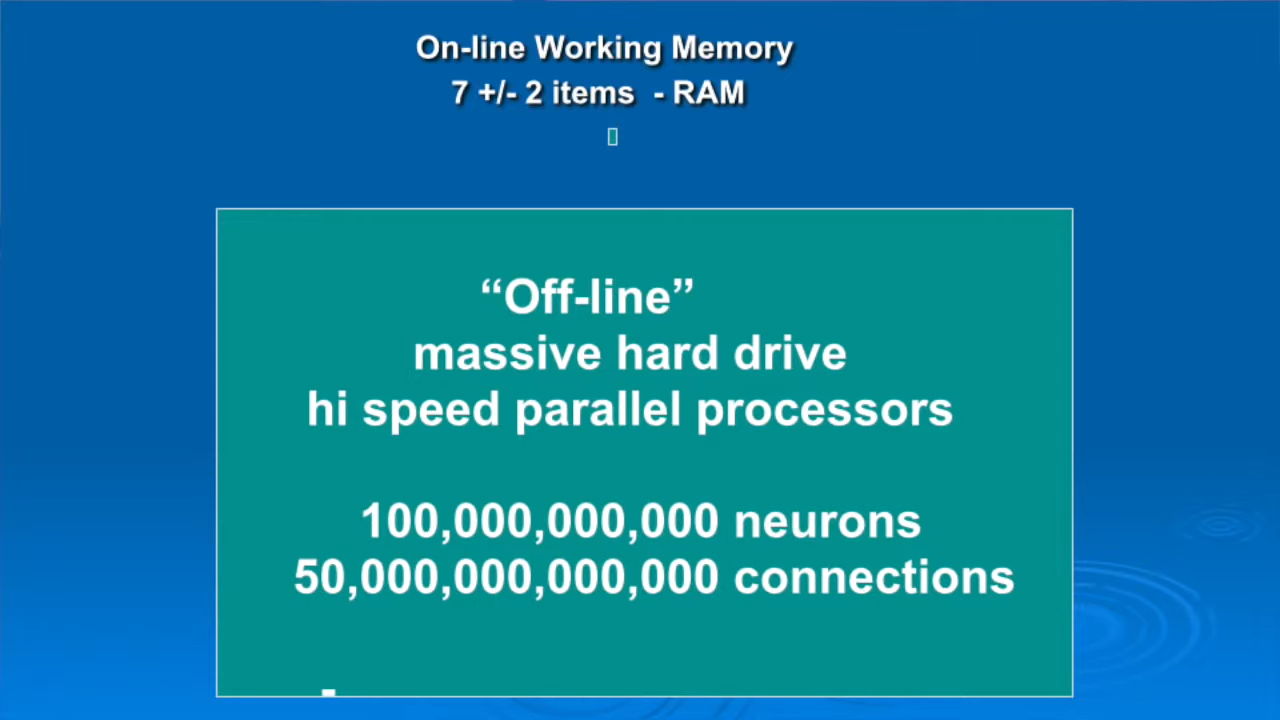 On-line Working Memory
7 +/- 2 items - RAM
“Off-line”
massive hard drive
hi speed parallel processors
100,000,000,000 neurons
50,000,000,000,000 connections